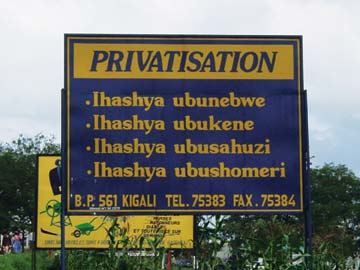 PRIVATISATION
• Ihashya ubunebwe
• Ihashya ubukene
• Ihashya ubusahuzi
• Ihashya ubushomeri
B.P. 561 KIGALI TEL. 75383 FAX. 75384